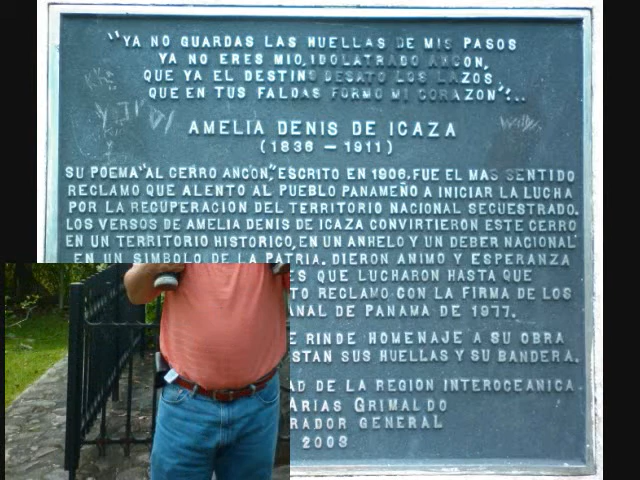 "YA NO GUARDAS LAS HUELLAS DE MIS PASOS
YA NO ERES MIO, IDOLATRADO ANCON,
QUE YA EL DESTINO DESATO LOS LAZOS
QUE EN TUS FALDAS FORMO MI CORAZON"...
AMELIA DENIS DE ICAZA
(1836 - 1911)
SU POEMA "AL CERRO ANCON," ESCRITO EN 1906, FUE EL MAS SENTIDO
RECLAMO QUE ALENTO AL PUEBLO PANAMEÑO A INICIAR LA LUCHA
POR LA RECUPERACION DEL TERRITORIO NACIONAL SECUESTRADO.
LOS VERSOS DE AMELIA DENIS DE ICAZA CONVIRTIERON ESTE CERRO
EN UN TERRITORIO HISTORICO, EN UN ANHELO Y UN DEBER NACIONAL
EN UN SIMBOLO DE LA PATRIA. DIERON ANIMO Y ESPERANZA
ES QUE LUCHARON HASTA QUE
TO RECLAMO CON LA FIRMA DE LOS
ANAL DE PANAMA DE 1977.
E RINDE HOMENAJE A SU OBRA
STAN SUS HUELLAS Y SU BANDERA.
AD DE LA REGION INTEROCEANICA.
ARIAS GRIMALDO
RADOR GENERAL